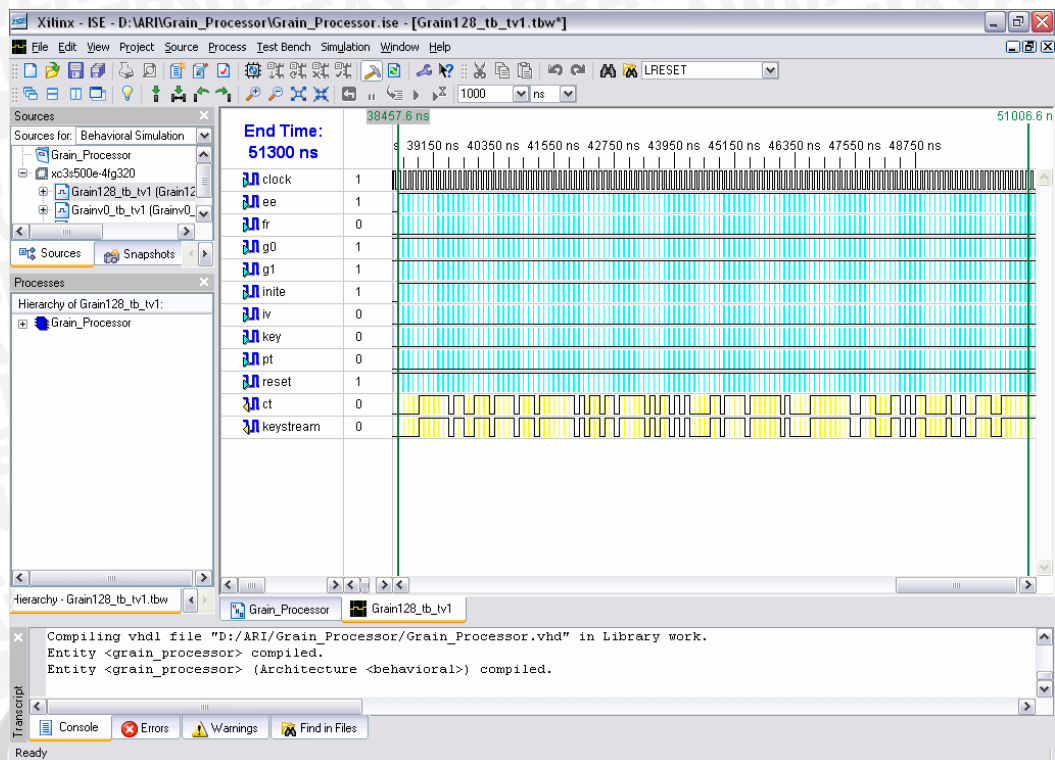 Xilinx - ISE - D:\ARI\Grain_Processor\Grain_Processor.ise - [Grain128_tb_tv1.tbw*]
File Edit View Project Source Process Test Bench Simulation Window Help
LRESET
1000 ns
Sources
Sources for: Behavioral Simulation
Grain_Processor
xc3s500e-4fg320
Grain128_tb_tv1 (Grain12
Grainv0_tb_tv1 (Grainv0_
Sources Snapshots
Processes
Hierarchy of Grain128_tb_tv1:
Grain_Processor
Hierarchy - Grain128_tb_tv1.tbw
38457.6 ns 51006.6 n
End Time:
51300 ns
s 39150 ns 40350 ns 41550 ns 42750 ns 43950 ns 45150 ns 46350 ns 47550 ns 48750 ns
clock 1
ee 1
fr 0
g0 1
g1 1
inite 1
iv 0
key 0
pt 0
reset 1
ct 0
keystream 0
Grain_Processor Grain128_tb_tv1
Compiling vhdl file "D:/ARI/Grain_Processor/Grain_Processor.vhd" in Library work.
Entity <grain_processor> compiled.
Entity <grain_processor> (Architecture <behavioral>) compiled.
Transcript
Console Errors Warnings Find in Files
Ready